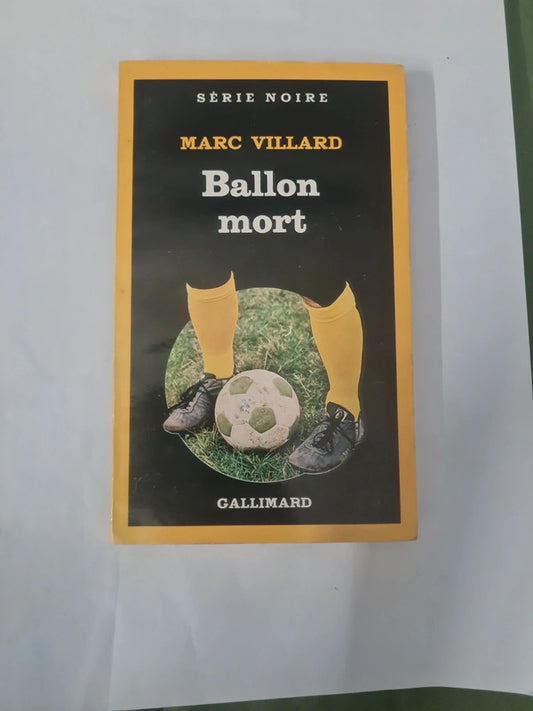 SÉRIE NOIRE
MARC VILLARD
Ballon
mort
GALLIMARD